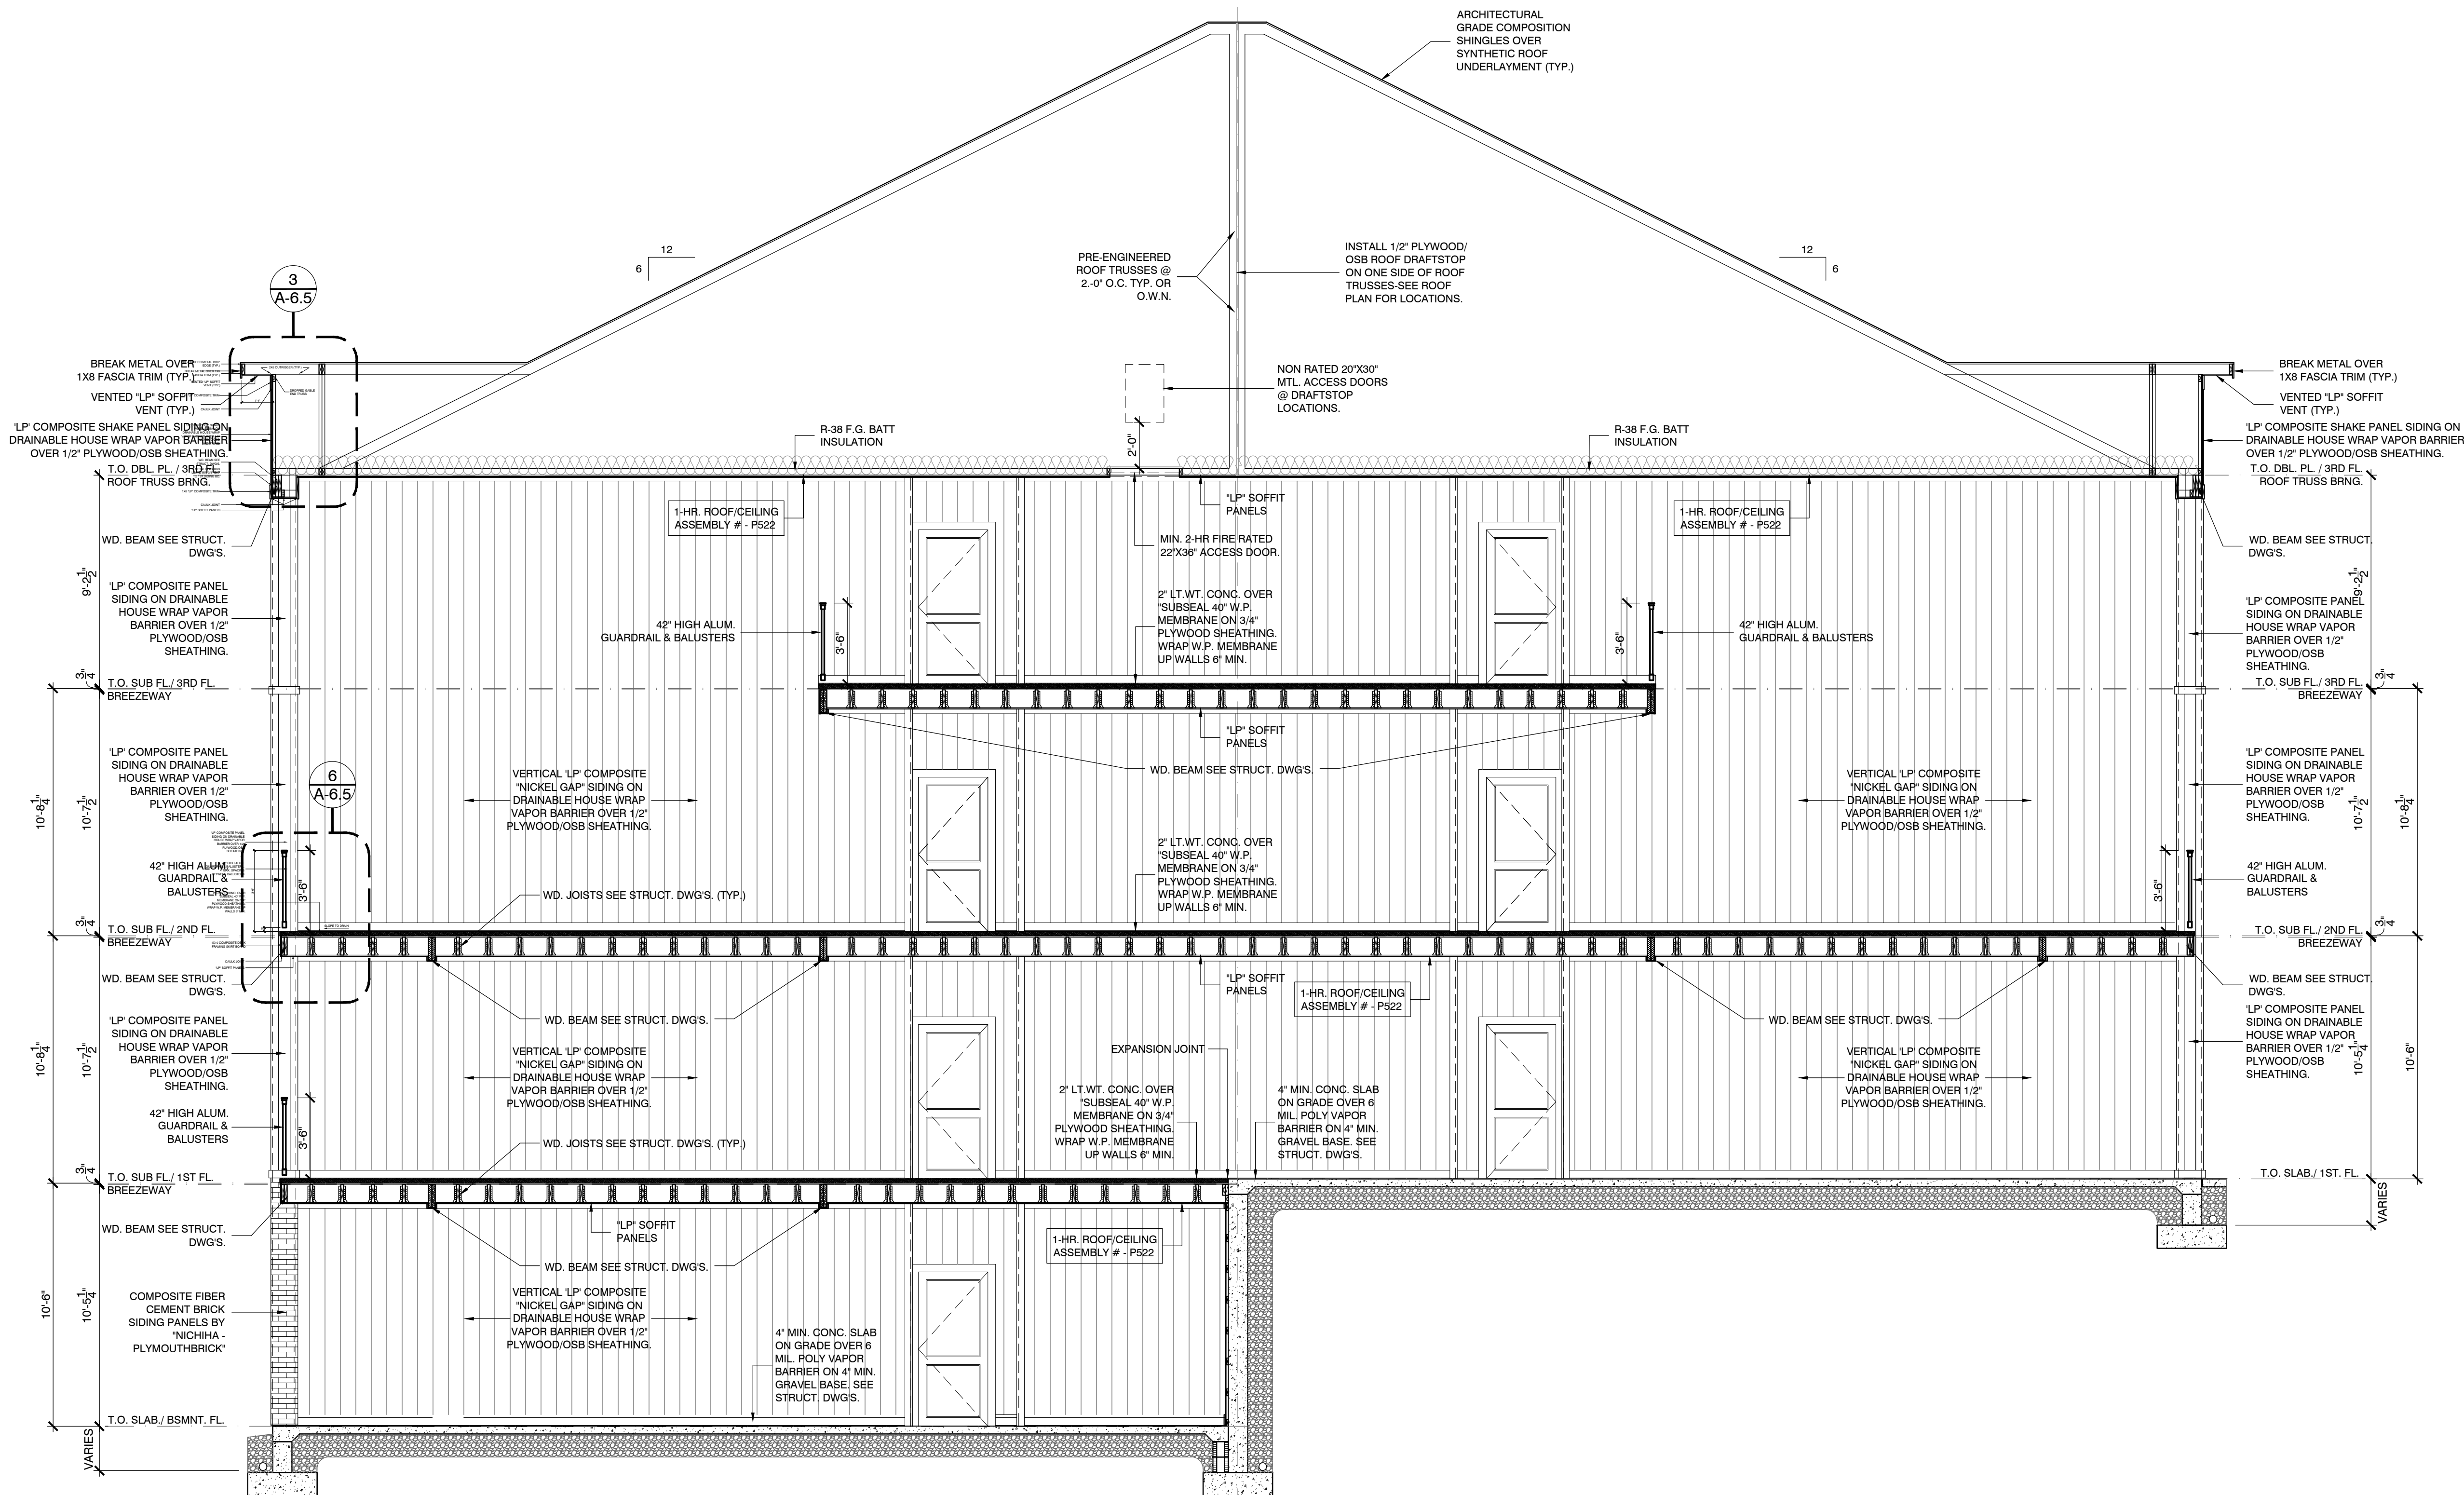 ARCHITECTURAL
GRADE COMPOSITION
SHINGLES OVER
SYNTHETIC ROOF
UNDERLAYMENT (TYP.)
12
6
12
6
PRE-ENGINEERED
ROOF TRUSSES @
2.-0" O.C. TYP. OR
O.W.N.
INSTALL 1/2" PLYWOOD/
OSB ROOF DRAFTSTOP
ON ONE SIDE OF ROOF
TRUSSES-SEE ROOF
PLAN FOR LOCATIONS.
3
A-6.5
BREAK METAL OVER
1X8 FASCIA TRIM (TYP.)
VENTED "LP" SOFFIT
VENT (TYP.)
'LP' COMPOSITE SHAKE PANEL SIDING ON
DRAINABLE HOUSE WRAP VAPOR BARRIER
OVER 1/2" PLYWOOD/OSB SHEATHING.
T.O. DBL. PL. / 3RD FL.
ROOF TRUSS BRNG.
NON RATED 20"X30"
MTL. ACCESS DOORS
@ DRAFTSTOP
LOCATIONS.
2'-0"
R-38 F.G. BATT
INSULATION
R-38 F.G. BATT
INSULATION
BREAK METAL OVER
1X8 FASCIA TRIM (TYP.)
VENTED "LP" SOFFIT
VENT (TYP.)
'LP' COMPOSITE SHAKE PANEL SIDING ON
DRAINABLE HOUSE WRAP VAPOR BARRIER
OVER 1/2" PLYWOOD/OSB SHEATHING.
T.O. DBL. PL. / 3RD FL.
ROOF TRUSS BRNG.
DROPPED GABLE
END TRUSS
CAULK JOINT
CAULK JOINT
"LP" SOFFIT PANELS
1-HR. ROOF/CEILING
ASSEMBLY # - P522
"LP" SOFFIT
PANELS
1-HR. ROOF/CEILING
ASSEMBLY # - P522
WD. BEAM SEE STRUCT.
DWG'S.
MIN. 2-HR FIRE RATED
22"X36" ACCESS DOOR.
WD. BEAM SEE STRUCT.
DWG'S.
9'-2 1/2"
9'-2 1/2"
'LP' COMPOSITE PANEL
SIDING ON DRAINABLE
HOUSE WRAP VAPOR
BARRIER OVER 1/2"
PLYWOOD/OSB
SHEATHING.
42" HIGH ALUM.
GUARDRAIL & BALUSTERS
3'-6"
2" LT.WT. CONC. OVER
"SUBSEAL 40" W.P.
MEMBRANE ON 3/4"
PLYWOOD SHEATHING.
WRAP W.P. MEMBRANE
UP WALLS 6" MIN.
3'-6"
42" HIGH ALUM.
GUARDRAIL & BALUSTERS
'LP' COMPOSITE PANEL
SIDING ON DRAINABLE
HOUSE WRAP VAPOR
BARRIER OVER 1/2"
PLYWOOD/OSB
SHEATHING.
3/4
T.O. SUB FL./ 3RD FL.
BREEZEWAY
T.O. SUB FL./ 3RD FL.
BREEZEWAY
3/4
"LP" SOFFIT
PANELS
WD. BEAM SEE STRUCT. DWG'S.
10'-8 1/4"
10'-7 1/2"
'LP' COMPOSITE PANEL
SIDING ON DRAINABLE
HOUSE WRAP VAPOR
BARRIER OVER 1/2"
PLYWOOD/OSB
SHEATHING.
6
A-6.5
VERTICAL 'LP' COMPOSITE
"NICKEL GAP" SIDING ON
DRAINABLE HOUSE WRAP
VAPOR BARRIER OVER 1/2"
PLYWOOD/OSB SHEATHING.
VERTICAL 'LP' COMPOSITE
"NICKEL GAP" SIDING ON
DRAINABLE HOUSE WRAP
VAPOR BARRIER OVER 1/2"
PLYWOOD/OSB SHEATHING.
'LP' COMPOSITE PANEL
SIDING ON DRAINABLE
HOUSE WRAP VAPOR
BARRIER OVER 1/2"
PLYWOOD/OSB
SHEATHING.
10'-7 1/2"
10'-8 1/4"
42" HIGH ALUM.
GUARDRAIL &
BALUSTERS
3'-6"
WD. JOISTS SEE STRUCT. DWG'S. (TYP.)
2" LT.WT. CONC. OVER
"SUBSEAL 40" W.P.
MEMBRANE ON 3/4"
PLYWOOD SHEATHING.
WRAP W.P. MEMBRANE
UP WALLS 6" MIN.
3'-6"
42" HIGH ALUM.
GUARDRAIL &
BALUSTERS
SLOPE TO DRAIN
3/4
T.O. SUB FL./ 2ND FL.
BREEZEWAY
T.O. SUB FL./ 2ND FL.
BREEZEWAY
3/4
CAULK JOINT
"LP" SOFFIT PANELS
WD. BEAM SEE STRUCT.
DWG'S.
"LP" SOFFIT
PANELS
1-HR. ROOF/CEILING
ASSEMBLY # - P522
WD. BEAM SEE STRUCT.
DWG'S.
WD. BEAM SEE STRUCT. DWG'S.
WD. BEAM SEE STRUCT. DWG'S.
10'-8 1/4"
10'-7 1/2"
'LP' COMPOSITE PANEL
SIDING ON DRAINABLE
HOUSE WRAP VAPOR
BARRIER OVER 1/2"
PLYWOOD/OSB
SHEATHING.
VERTICAL 'LP' COMPOSITE
"NICKEL GAP" SIDING ON
DRAINABLE HOUSE WRAP
VAPOR BARRIER OVER 1/2"
PLYWOOD/OSB SHEATHING.
EXPANSION JOINT
VERTICAL 'LP' COMPOSITE
"NICKEL GAP" SIDING ON
DRAINABLE HOUSE WRAP
VAPOR BARRIER OVER 1/2"
PLYWOOD/OSB SHEATHING.
'LP' COMPOSITE PANEL
SIDING ON DRAINABLE
HOUSE WRAP VAPOR
BARRIER OVER 1/2"
PLYWOOD/OSB
SHEATHING.
10'-5 1/4"
10'-6"
42" HIGH ALUM.
GUARDRAIL &
BALUSTERS
3'-6"
WD. JOISTS SEE STRUCT. DWG'S. (TYP.)
2" LT.WT. CONC. OVER
"SUBSEAL 40" W.P.
MEMBRANE ON 3/4"
PLYWOOD SHEATHING.
WRAP W.P. MEMBRANE
UP WALLS 6" MIN.
4" MIN. CONC. SLAB
ON GRADE OVER 6
MIL. POLY VAPOR
BARRIER ON 4" MIN.
GRAVEL BASE. SEE
STRUCT. DWG'S.
3/4
T.O. SUB FL./ 1ST FL.
BREEZEWAY
T.O. SLAB./ 1ST. FL.
VARIES
WD. BEAM SEE STRUCT.
DWG'S.
"LP" SOFFIT
PANELS
1-HR. ROOF/CEILING
ASSEMBLY # - P522
WD. BEAM SEE STRUCT. DWG'S.
10'-6"
10'-5 1/4"
COMPOSITE FIBER
CEMENT BRICK
SIDING PANELS BY
"NICHIHA -
PLYMOUTHBRICK"
VERTICAL 'LP' COMPOSITE
"NICKEL GAP" SIDING ON
DRAINABLE HOUSE WRAP
VAPOR BARRIER OVER 1/2"
PLYWOOD/OSB SHEATHING.
4" MIN. CONC. SLAB
ON GRADE OVER 6
MIL. POLY VAPOR
BARRIER ON 4" MIN.
GRAVEL BASE. SEE
STRUCT. DWG'S.
T.O. SLAB./ BSMNT. FL.
VARIES